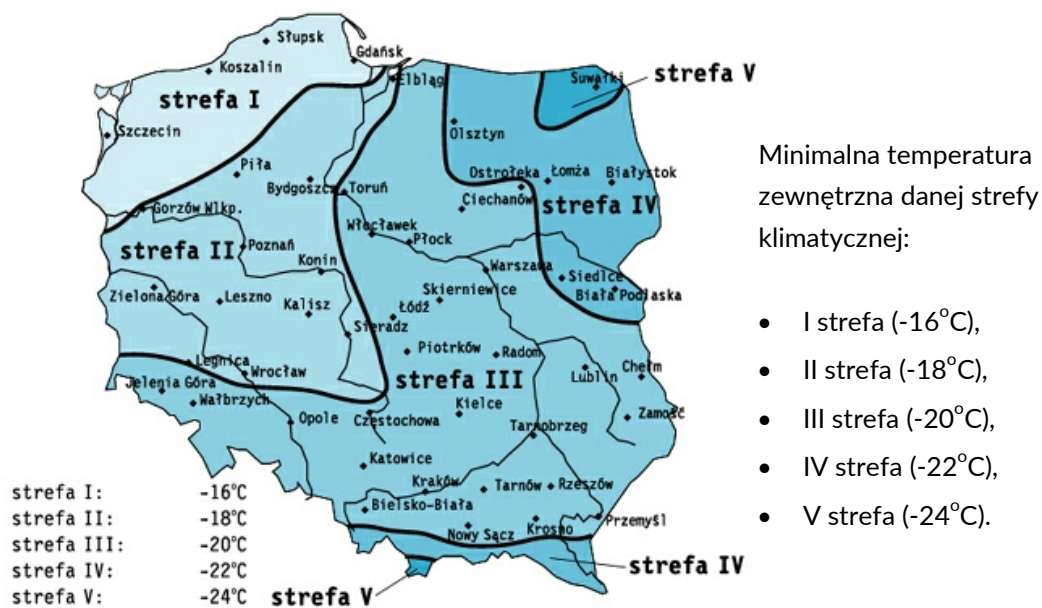 Słupsk
Gdańsk
Koszalin
Elbląg
Suwałki
strefa V
strefa I
Szczecin
Olsztyn
Piła
Ostrołęka
Łomża
Białystok
Bydgoszcz
Toruń
Ciechanów
strefa IV
Gorzów Wlkp.
Włocławek
Płock
strefa II
Poznań
Konin
Warszawa
Siedlce
Zielona Góra
Leszno
Kalisz
Skierniewice
Biała Podlaska
Łódź
Sieradz
Piotrków
Radom
Legnica
Wrocław
strefa III
Lublin
Chełm
Jelenia Góra
Wałbrzych
Opole
Częstochowa
Kielce
Zamość
Tarnobrzeg
Katowice
Kraków
Tarnów
Rzeszów
Bielsko-Biała
Nowy Sącz
Krosno
Przemyśl
strefa IV
strefa V
strefa I: -16°C
strefa II: -18°C
strefa III: -20°C
strefa IV: -22°C
strefa V: -24°C
Minimalna temperatura
zewnętrzna danej strefy
klimatycznej:
• I strefa (-16°C),
• II strefa (-18°C),
• III strefa (-20°C),
• IV strefa (-22°C),
• V strefa (-24°C).